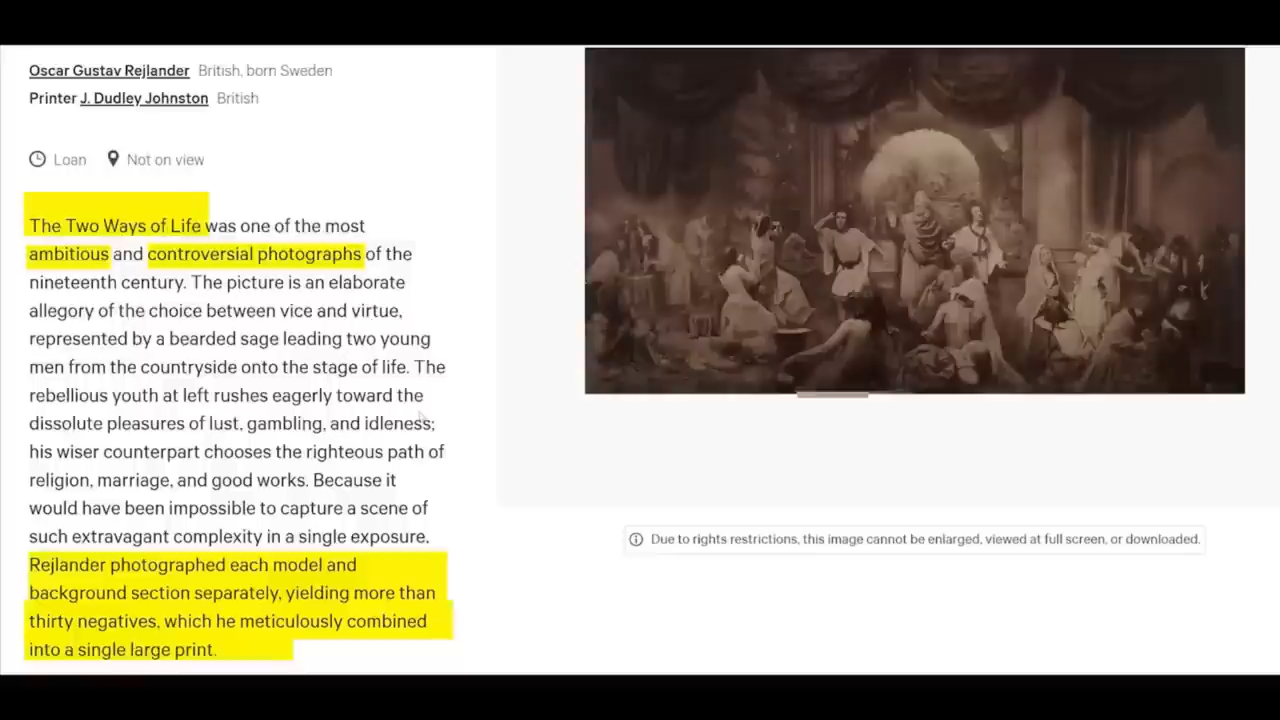 Oscar Gustav Rejlander British, born Sweden
Printer J. Dudley Johnston British
Loan Not on view
The Two Ways of Life was one of the most
ambitious and controversial photographs of the
nineteenth century. The picture is an elaborate
allegory of the choice between vice and virtue,
represented by a bearded sage leading two young
men from the countryside onto the stage of life. The
rebellious youth at left rushes eagerly toward the
dissolute pleasures of lust, gambling, and idleness;
his wiser counterpart chooses the righteous path of
religion, marriage, and good works. Because it
would have been impossible to capture a scene of
such extravagant complexity in a single exposure,
Rejlander photographed each model and
background section separately, yielding more than
thirty negatives, which he meticulously combined
into a single large print.
Due to rights restrictions, this image cannot be enlarged, viewed at full screen, or downloaded.